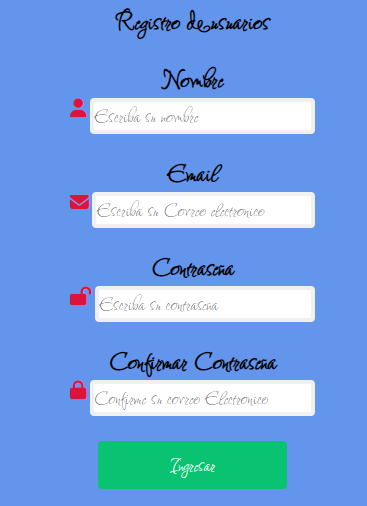 Registro de usuarios
Nombre
Escriba su nombre
Email
Escriba su Correo electronico
Contraseña
Escriba su contraseña
Confirmar Contraseña
Confirme su correo Electronico
Ingresar